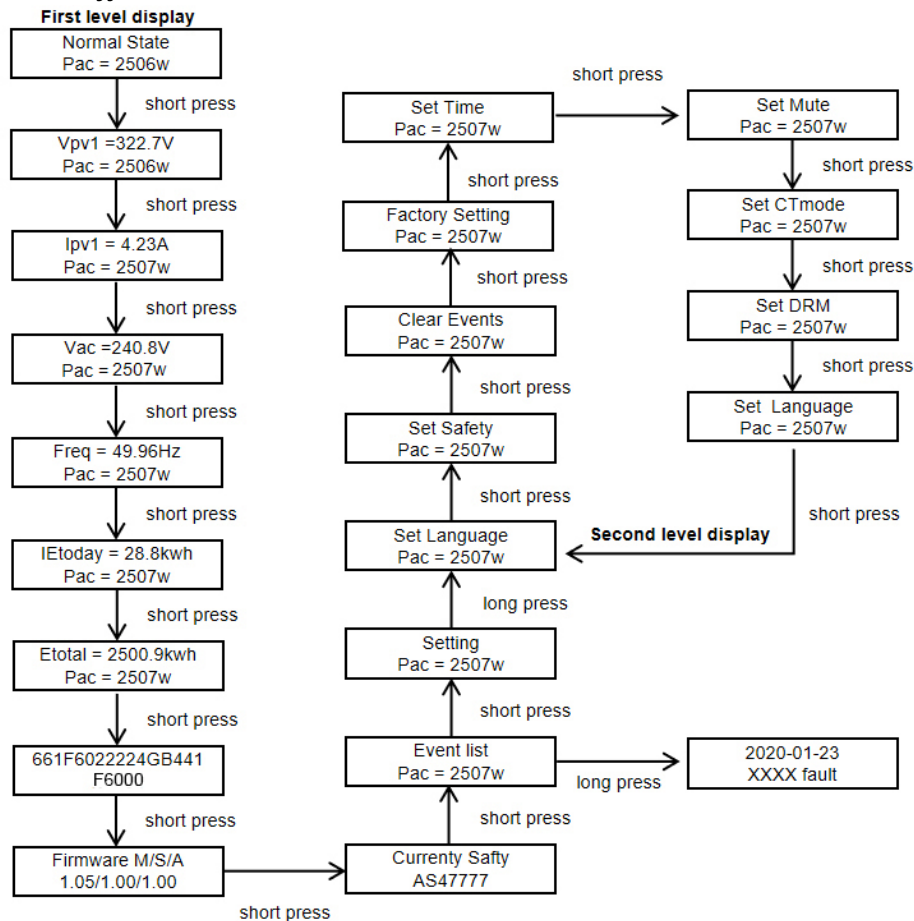 First level display
Normal State
Pac = 2506w
short press
Vpv1 =322.7V
Pac = 2506w
short press
Ipv1 = 4.23A
Pac = 2507w
short press
Vac =240.8V
Pac = 2507w
short press
Freq = 49.96Hz
Pac = 2507w
short press
IEtoday = 28.8kwh
Pac = 2507w
short press
Etotal = 2500.9kwh
Pac = 2507w
short press
661F6022224GB441
F6000
short press
Firmware M/S/A
1.05/1.00/1.00
short press
Currenty Safty
AS47777
short press
Event list
Pac = 2507w
long press
2020-01-23
XXXX fault
short press
Setting
Pac = 2507w
long press
Set Language
Pac = 2507w
Second level display
short press
Set Safety
Pac = 2507w
short press
Clear Events
Pac = 2507w
short press
Factory Setting
Pac = 2507w
short press
Set Time
Pac = 2507w
short press
Set Mute
Pac = 2507w
short press
Set CTmode
Pac = 2507w
short press
Set DRM
Pac = 2507w
short press
Set Language
Pac = 2507w
short press